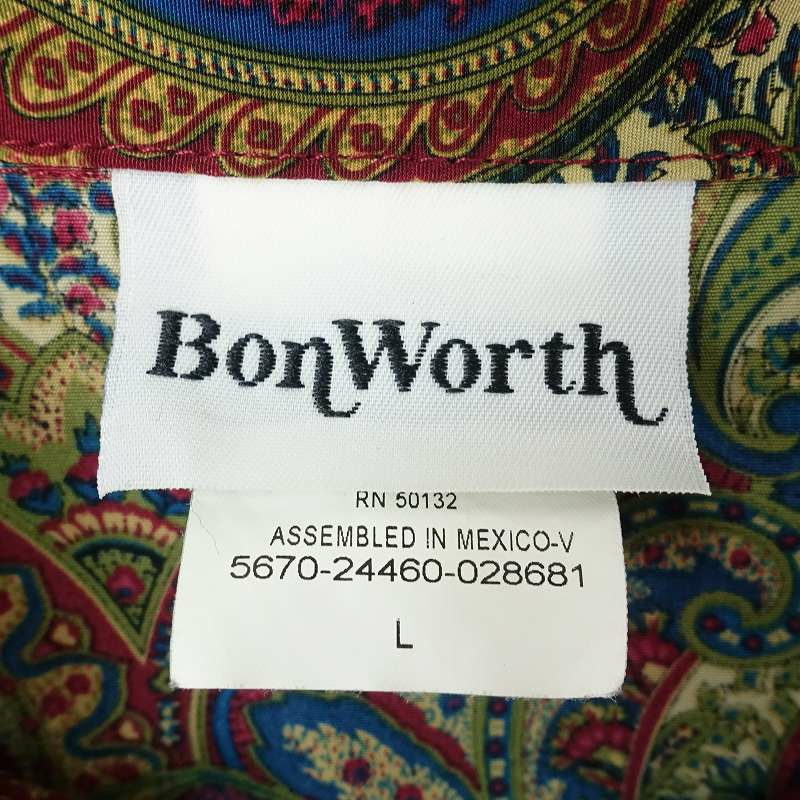 BonWorth
RN 50132
ASSEMBLED IN MEXICO-V
5670-24460-028681
L